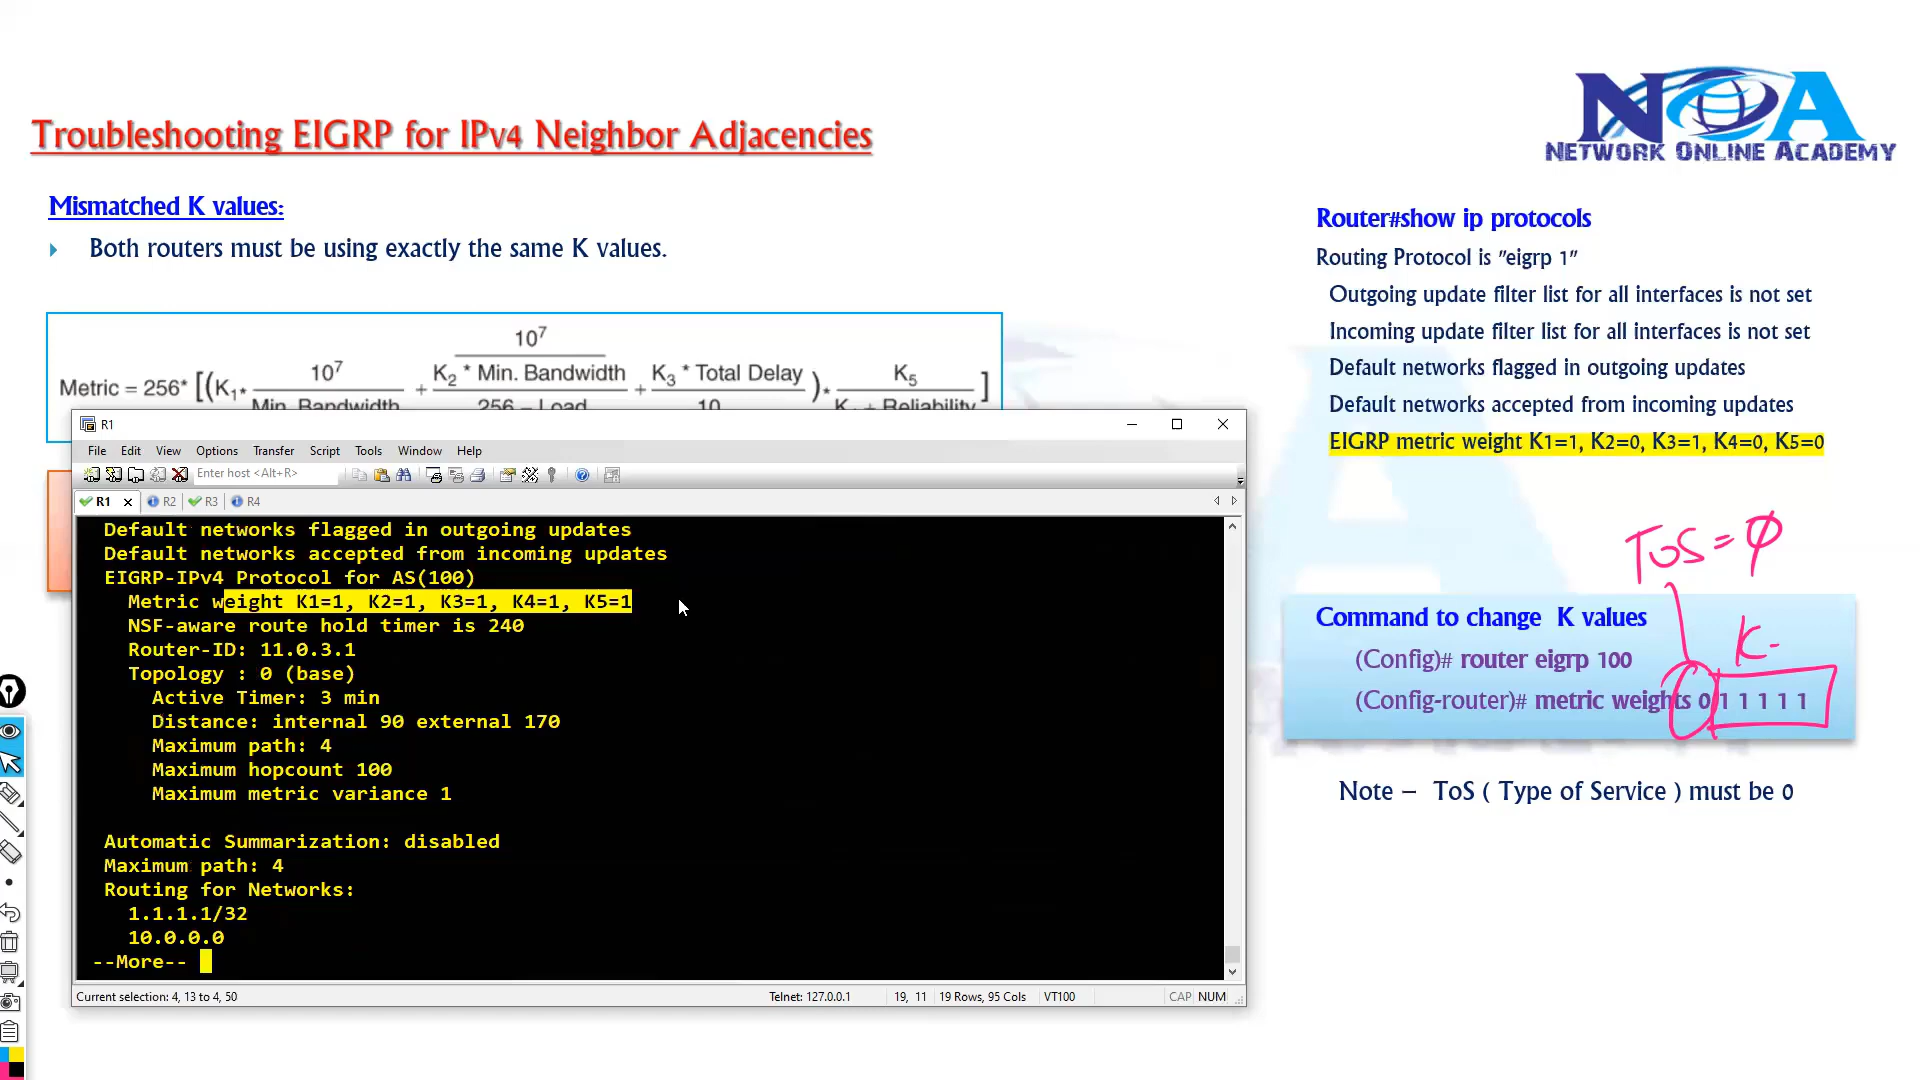 Troubleshooting EIGRP for IPv4 Neighbor Adjacencies
NOA
NETWORK ONLINE ACADEMY
Mismatched K values:
Both routers must be using exactly the same K values.
Metric = 256* [(K1* 10^7 / Min. Bandwidth + 10^7 / K2 * Min. Bandwidth / 256 – Load + K3 * Total Delay / 10 )* K5 / Reliability ]
R1
File Edit View Options Transfer Script Tools Window Help
Enter host <Alt+R>
R1 R2 R3 R4
Default networks flagged in outgoing updates
Default networks accepted from incoming updates
EIGRP-IPv4 Protocol for AS(100)
Metric weight K1=1, K2=1, K3=1, K4=1, K5=1
NSF-aware route hold timer is 240
Router-ID: 11.0.3.1
Topology : 0 (base)
Active Timer: 3 min
Distance: internal 90 external 170
Maximum path: 4
Maximum hopcount 100
Maximum metric variance 1
Automatic Summarization: disabled
Maximum path: 4
Routing for Networks:
1.1.1.1/32
10.0.0.0
--More--
Current selection: 4, 13 to 4, 50 Telnet: 127.0.0.1 19, 11 19 Rows, 95 Cols VT100 CAP NUM
Router#show ip protocols
Routing Protocol is "eigrp 1"
Outgoing update filter list for all interfaces is not set
Incoming update filter list for all interfaces is not set
Default networks flagged in outgoing updates
Default networks accepted from incoming updates
EIGRP metric weight K1=1, K2=0, K3=1, K4=0, K5=0
ToS = 0
Command to change K values
K-
(Config)# router eigrp 100
(Config-router)# metric weights 0 1 1 1 1 1
Note – ToS ( Type of Service ) must be 0